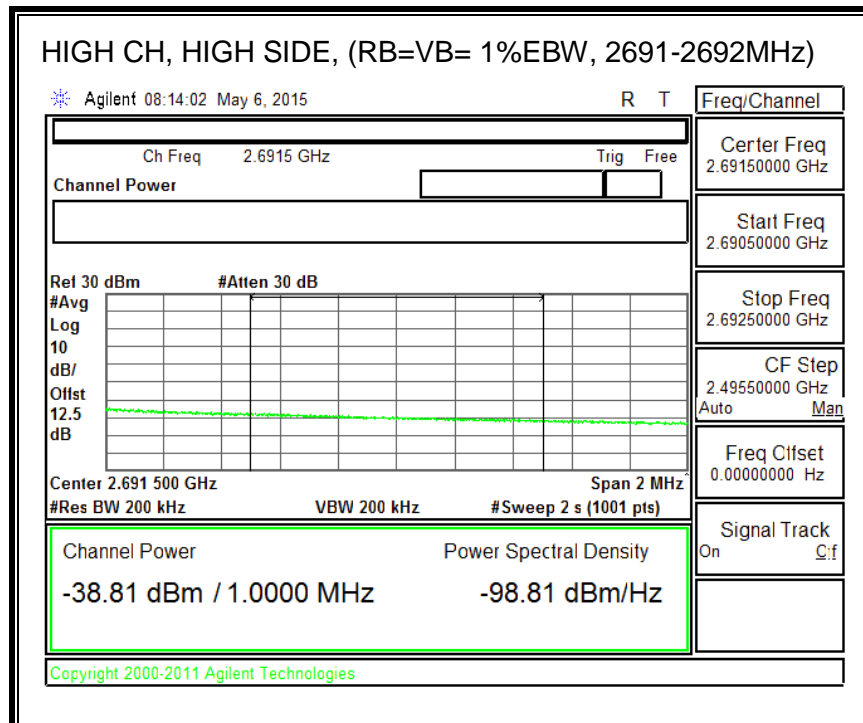 HIGH CH, HIGH SIDE, (RB=VB= 1%EBW, 2691-2692MHz)
Agilent 08:14:02 May 6, 2015 R T
Freq/Channel
Ch Freq 2.6915 GHz Trig Free
Channel Power
Center Freq
2.69150000 GHz
Start Freq
2.69050000 GHz
Stop Freq
2.69250000 GHz
CF Step
2.49550000 GHz
Auto Man
Freq Offset
0.00000000 Hz
Signal Track
On Off
Ref 30 dBm #Atten 30 dB
#Avg
Log
10
dB/
Offst
12.5
dB
Center 2.691 500 GHz Span 2 MHz
#Res BW 200 kHz VBW 200 kHz #Sweep 2 s (1001 pts)
Channel Power Power Spectral Density
-38.81 dBm / 1.0000 MHz -98.81 dBm/Hz
Copyright 2000-2011 Agilent Technologies